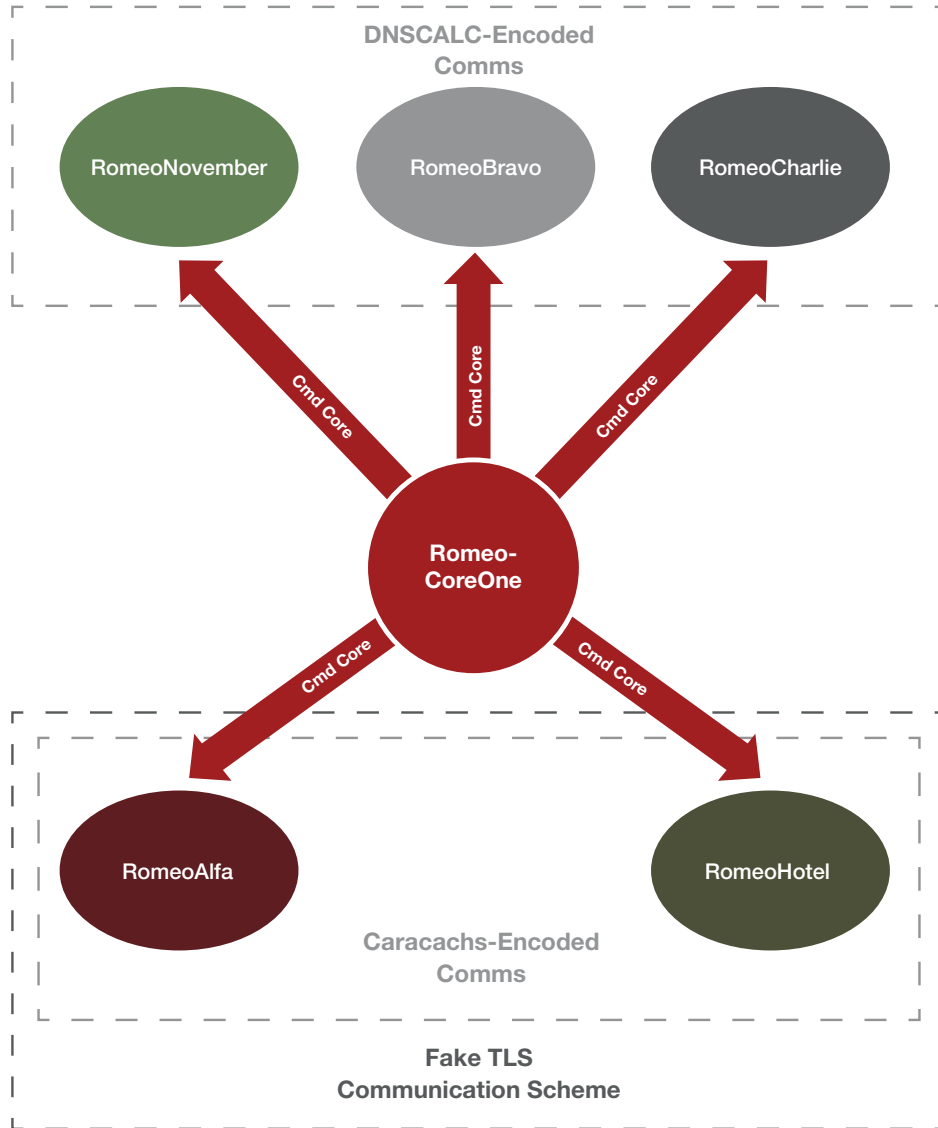 DNSCALC-Encoded
Comms
RomeoNovember
RomeoBravo
RomeoCharlie
Cmd Core
Cmd Core
Cmd Core
Romeo-
CoreOne
Cmd Core
Cmd Core
RomeoAlfa
RomeoHotel
Caracachs-Encoded
Comms
Fake TLS
Communication Scheme